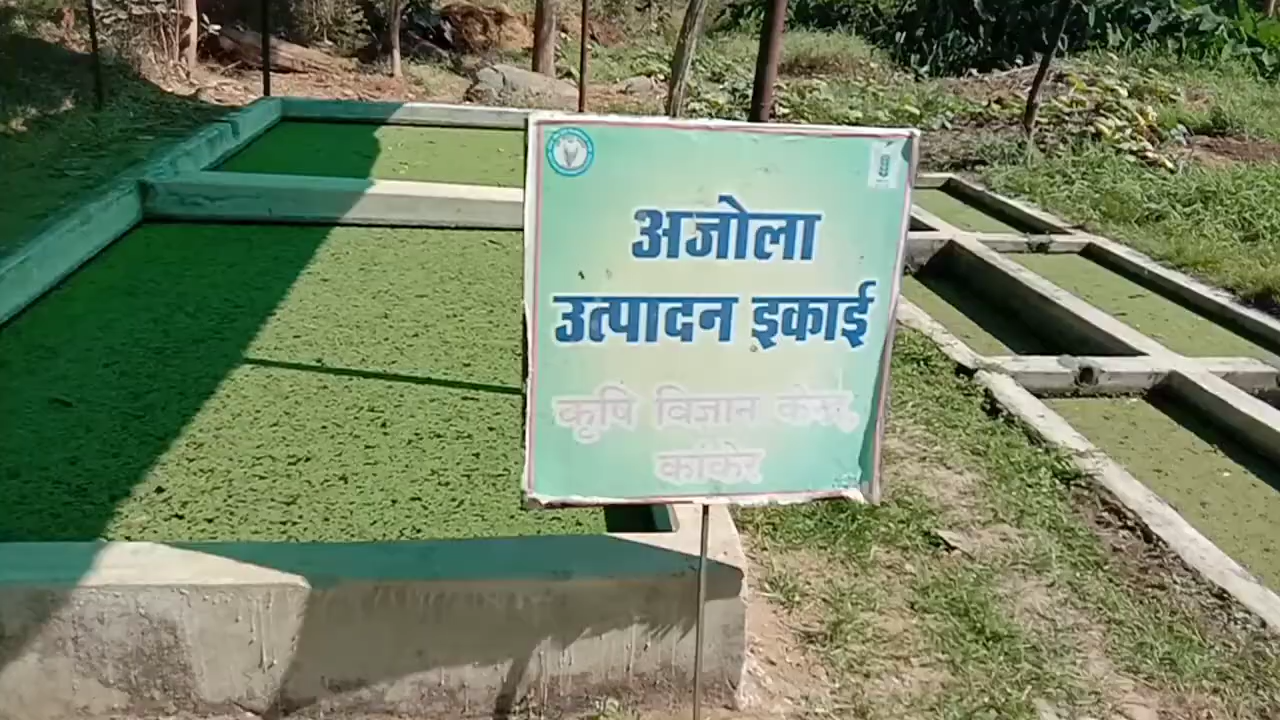 अजोला
उत्पादन इकाई
कृषि विज्ञान केन्द्र,
कांकेर